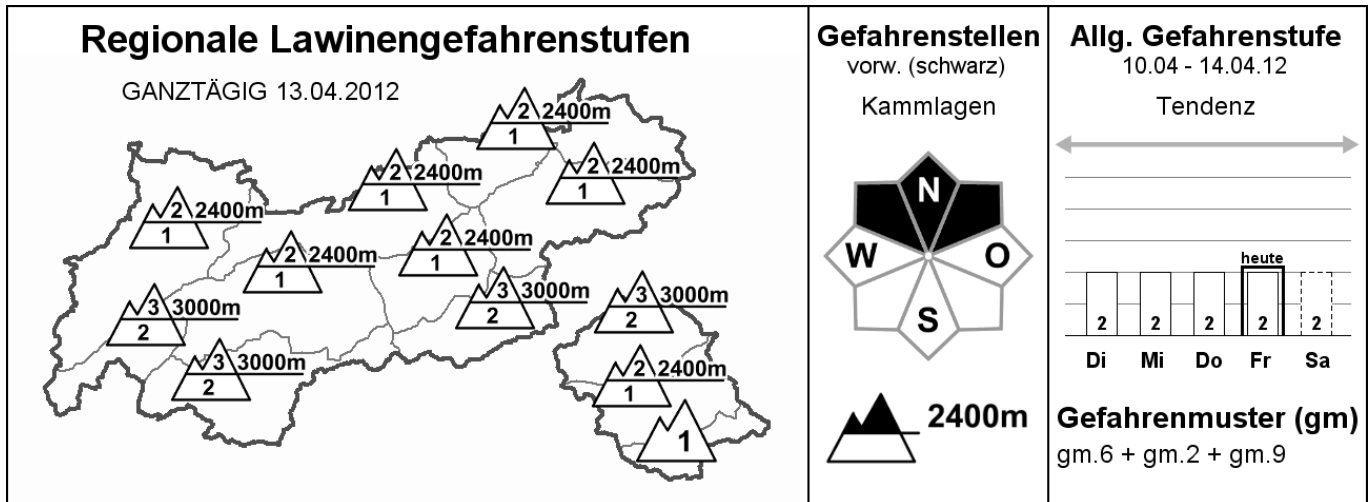 Regionale Lawinengefahrenstufen
GANZTÄGIG 13.04.2012
2 2400m
1
2 2400m
1
2 2400m
1
2 2400m
1
2 2400m
1
2 2400m
1
3 3000m
2
3 3000m
2
3 3000m
2
3 3000m
2
2 2400m
1
1
Gefahrenstellen
vorw. (schwarz)
Kammlagen
N
W O
S
2400m
Allg. Gefahrenstufe
10.04 - 14.04.12
Tendenz
heute
2 2 2 2 2
Di Mi Do Fr Sa
Gefahrenmuster (gm)
gm.6 + gm.2 + gm.9